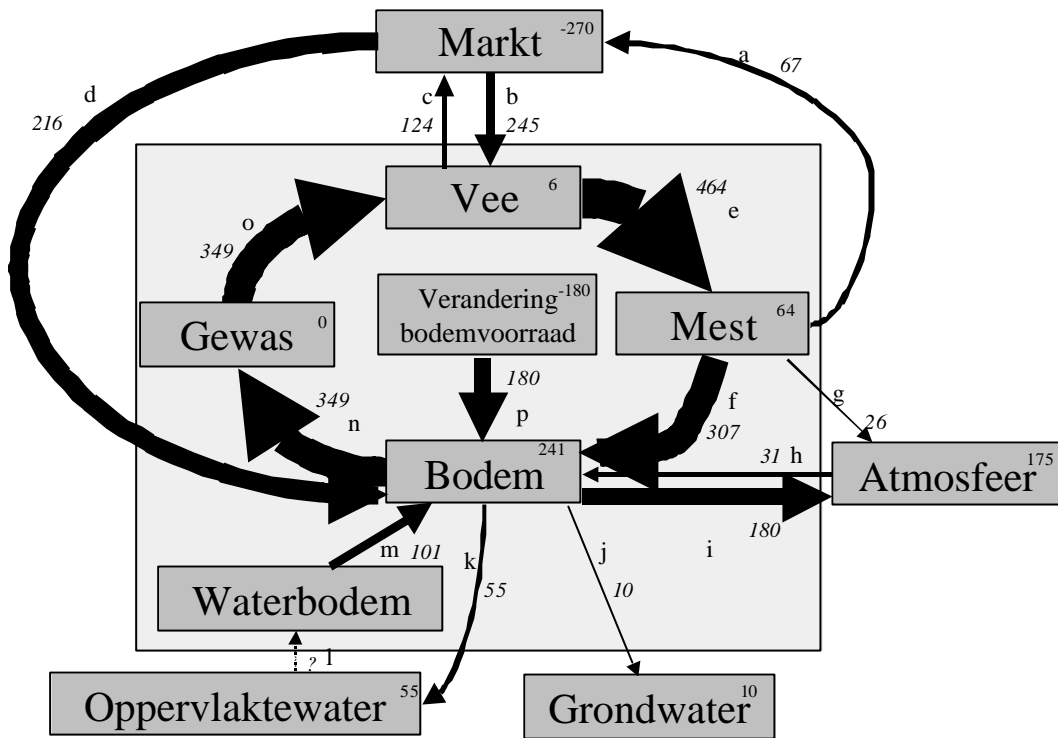 Markt -270
a 67
d
216
c b
124 245
Vee 6
464
e
o
349
Verandering -180
bodemvoorraad
Mest 64
Gewas 0
349
n
180
p
f
307
g
26
Bodem 241
31 h
Atmosfeer 175
180
i
m 101
k
55
j
10
Waterbodem
? l
Oppervlaktewater 55
Grondwater 10